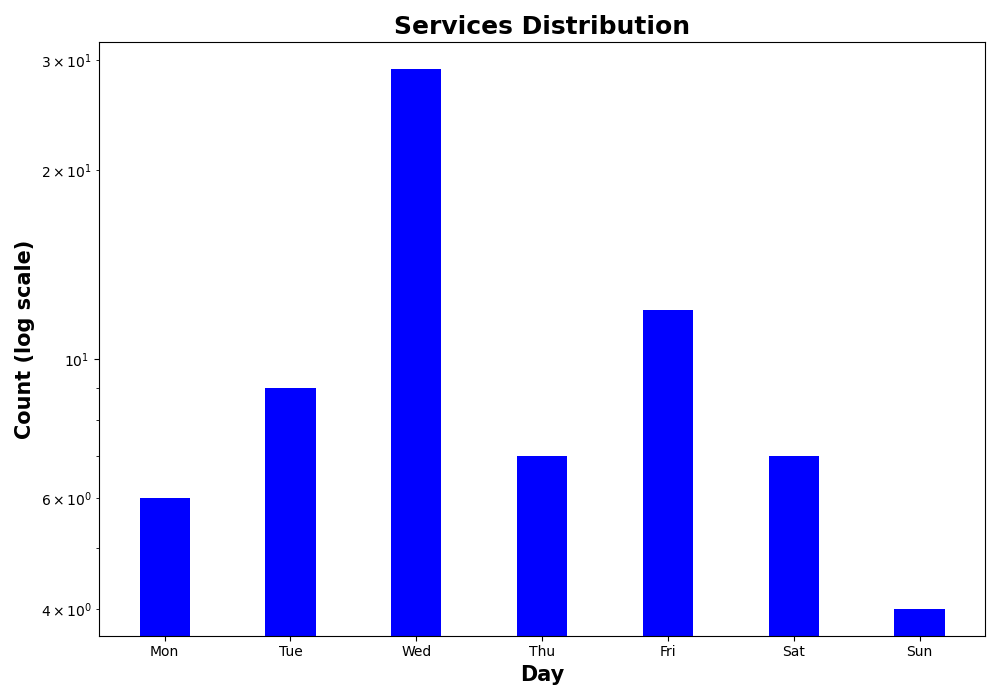 Services Distribution
Count (log scale)
3 × 10¹
2 × 10¹
10¹
6 × 10⁰
4 × 10⁰
Mon Tue Wed Thu Fri Sat Sun
Day